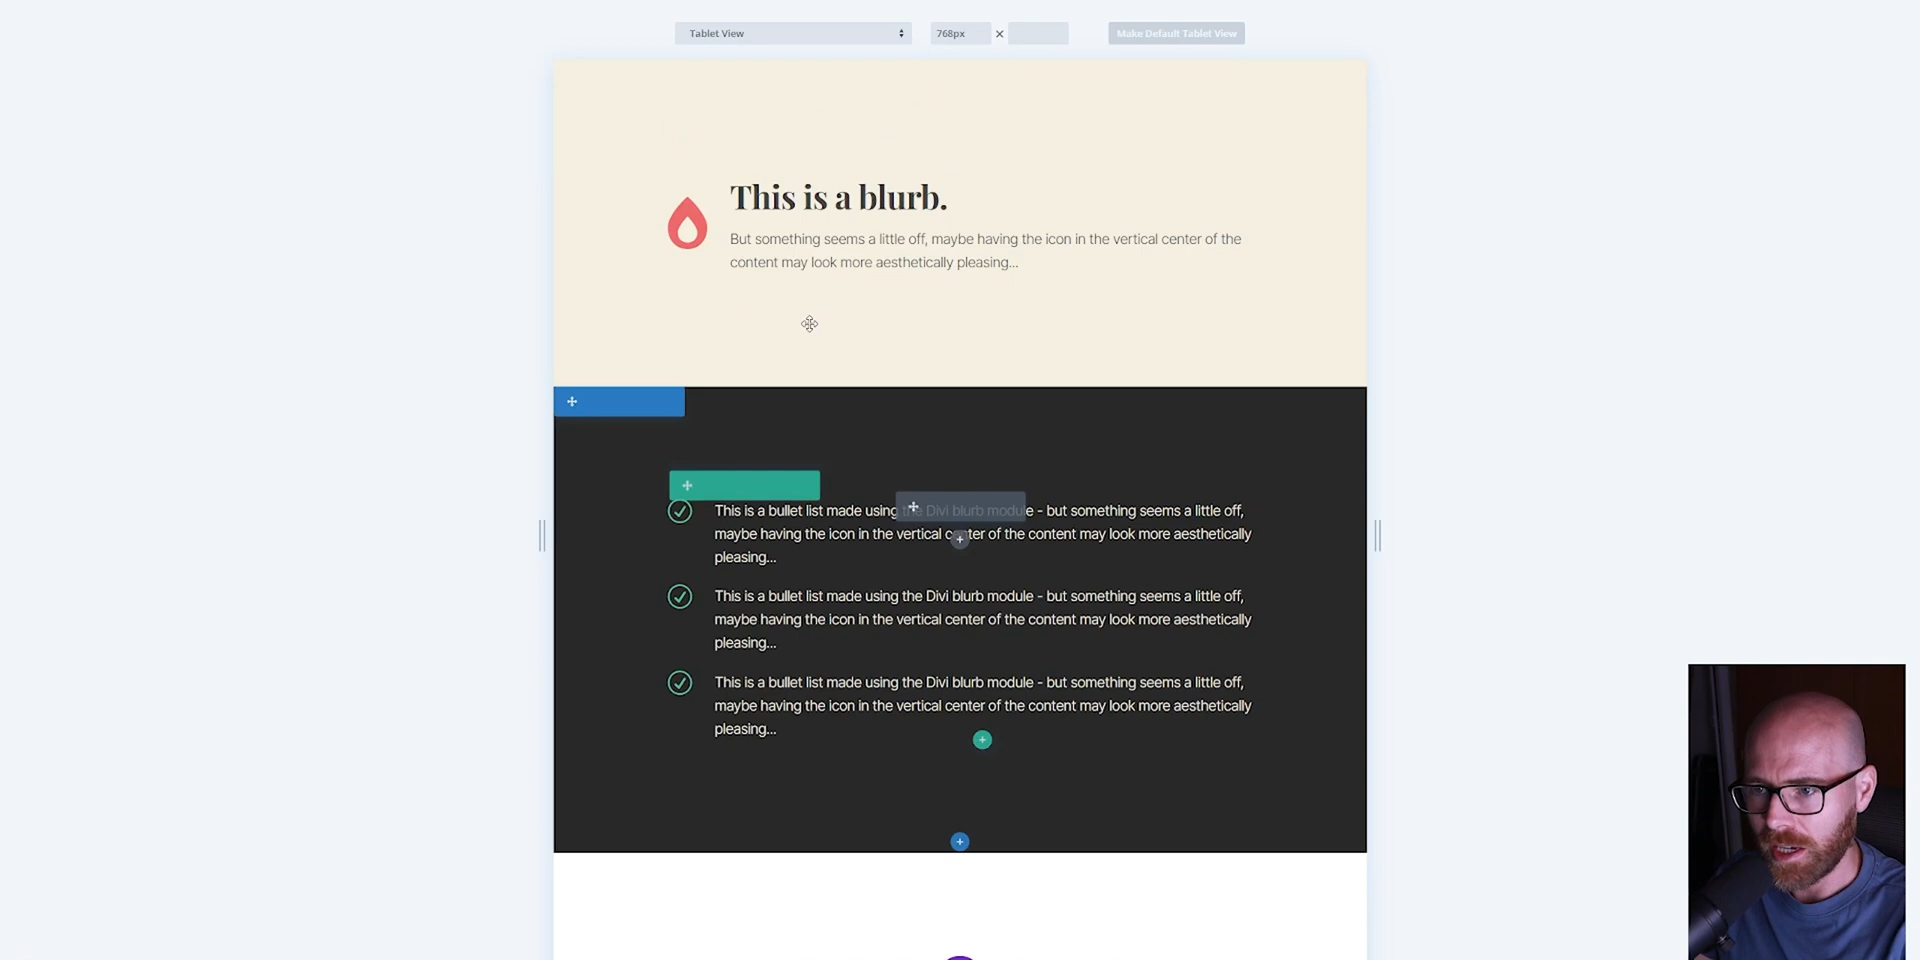 Tablet View
768px
Make Default Tablet View
This is a blurb.
But something seems a little off, maybe having the icon in the vertical center of the
content may look more aesthetically pleasing...
This is a bullet list made using the Divi blurb module - but something seems a little off,
maybe having the icon in the vertical center of the content may look more aesthetically
pleasing...
This is a bullet list made using the Divi blurb module - but something seems a little off,
maybe having the icon in the vertical center of the content may look more aesthetically
pleasing...
This is a bullet list made using the Divi blurb module - but something seems a little off,
maybe having the icon in the vertical center of the content may look more aesthetically
pleasing...